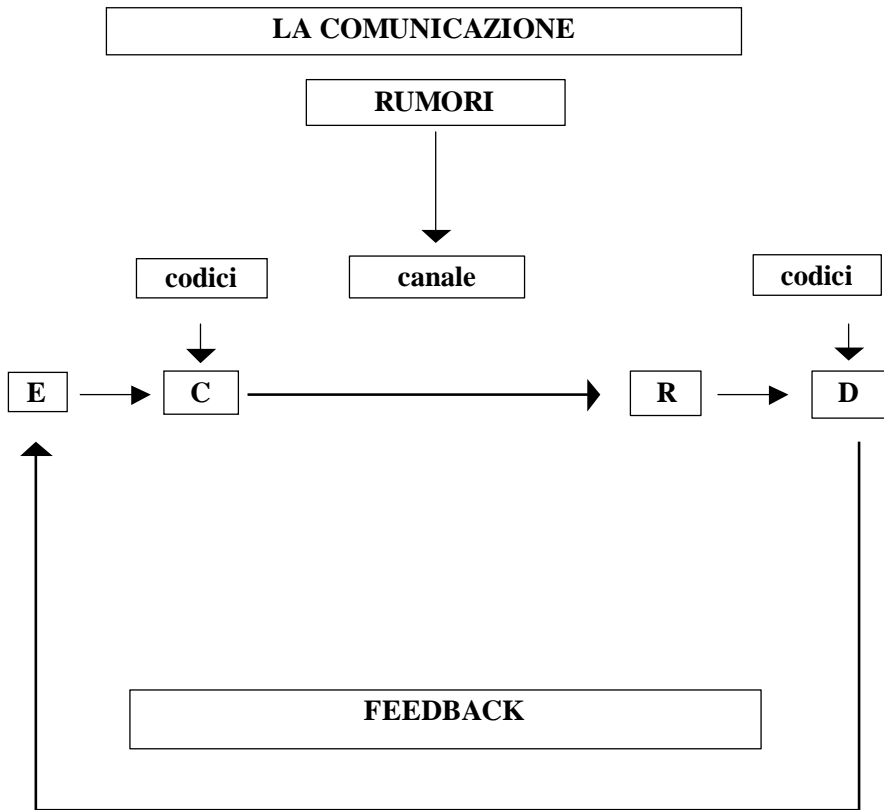 LA COMUNICAZIONE
RUMORI
codici
canale
codici
E
C
R
D
FEEDBACK